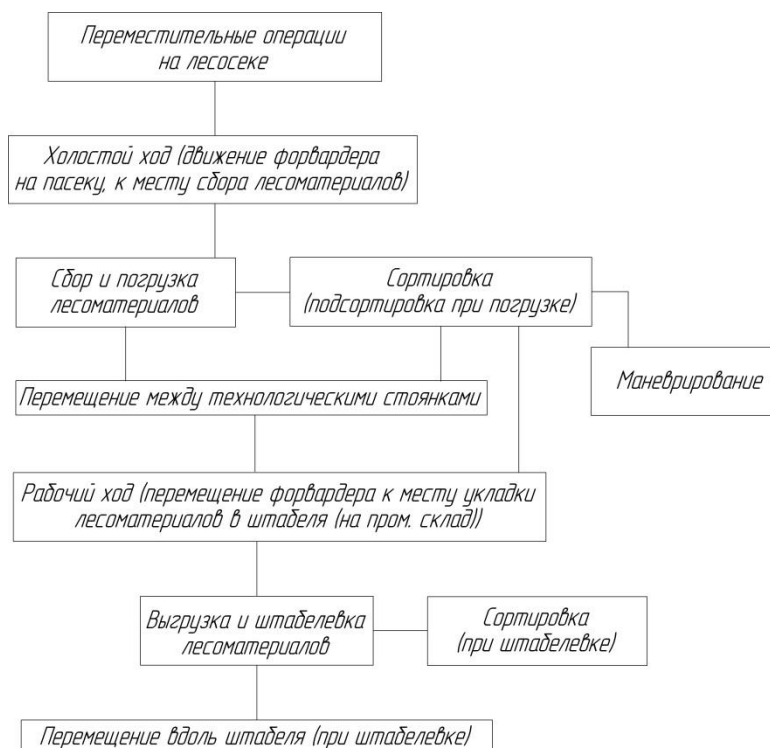 Переместительные операции
на лесосеке
Холостой ход (движение форвардера
на пасеку, к месту сбора лесоматериалов)
Сбор и погрузка
лесоматериалов
Сортировка
(подсортировка при погрузке)
Маневрирование
Перемещение между технологическими стоянками
Рабочий ход (перемещение форвардера к месту укладки
лесоматериалов в штабеля (на пром. склад))
Выгрузка и штабелевка
лесоматериалов
Сортировка
(при штабелевке)
Перемещение вдоль штабеля (при штабелевке)